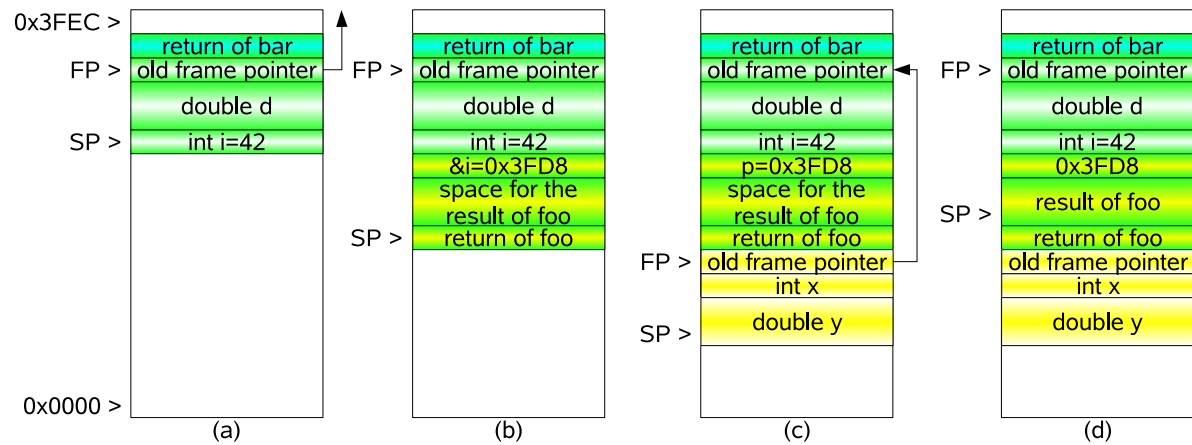 0x3FEC >
return of bar
FP >
old frame pointer
double d
SP >
int i=42
0x0000 >
(a)
return of bar
FP >
old frame pointer
double d
int i=42
&i=0x3FD8
space for the
result of foo
SP >
return of foo
(b)
return of bar
old frame pointer
double d
int i=42
p=0x3FD8
space for the
result of foo
return of foo
FP >
old frame pointer
int x
double y
SP >
(c)
return of bar
FP >
old frame pointer
double d
int i=42
0x3FD8
result of foo
SP >
return of foo
old frame pointer
int x
double y
(d)